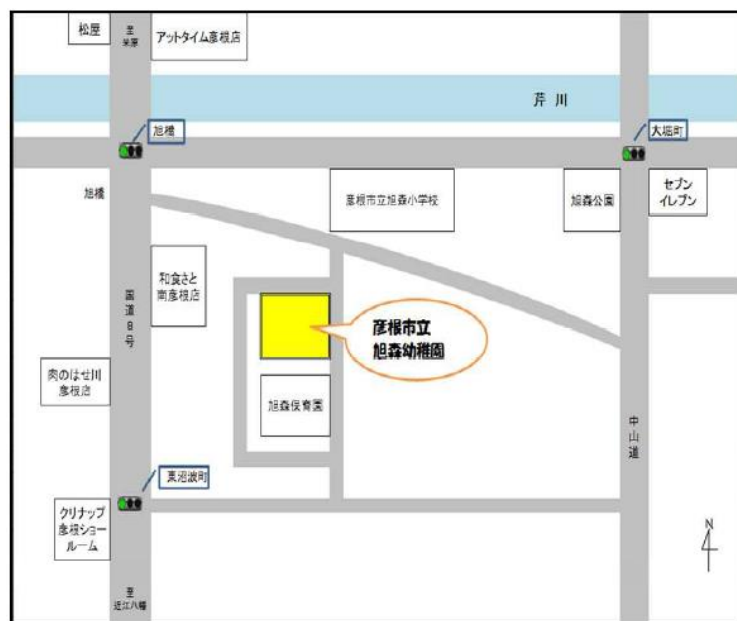 松屋
至
米原
アットタイム彦根店
芹 川
旭橋
大堀町
旭橋
彦根市立旭森小学校
旭森公園
セブン
イレブン
和食さと
南彦根店
国道8号
彦根市立
旭森幼稚園
肉のはせ川
彦根店
旭森保育園
中山道
東沼波町
クリナップ
彦根ショー
ルーム
N
至
近江八幡